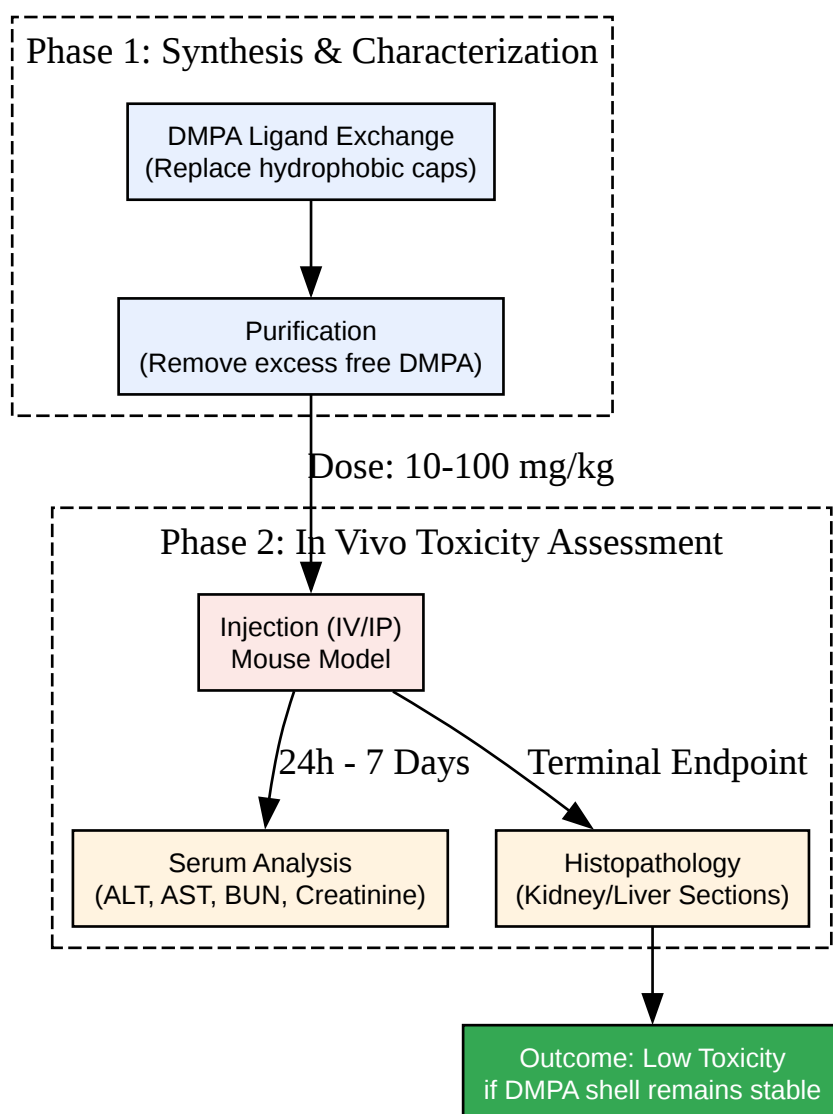 Phase 1: Synthesis & Characterization
DMPA Ligand Exchange
(Replace hydrophobic caps)
Purification
(Remove excess free DMPA)
Dose: 10-100 mg/kg
Phase 2: In Vivo Toxicity Assessment
Injection (IV/IP)
Mouse Model
24h - 7 Days
Terminal Endpoint
Serum Analysis
(ALT, AST, BUN, Creatinine)
Histopathology
(Kidney/Liver Sections)
Outcome: Low Toxicity
if DMPA shell remains stable